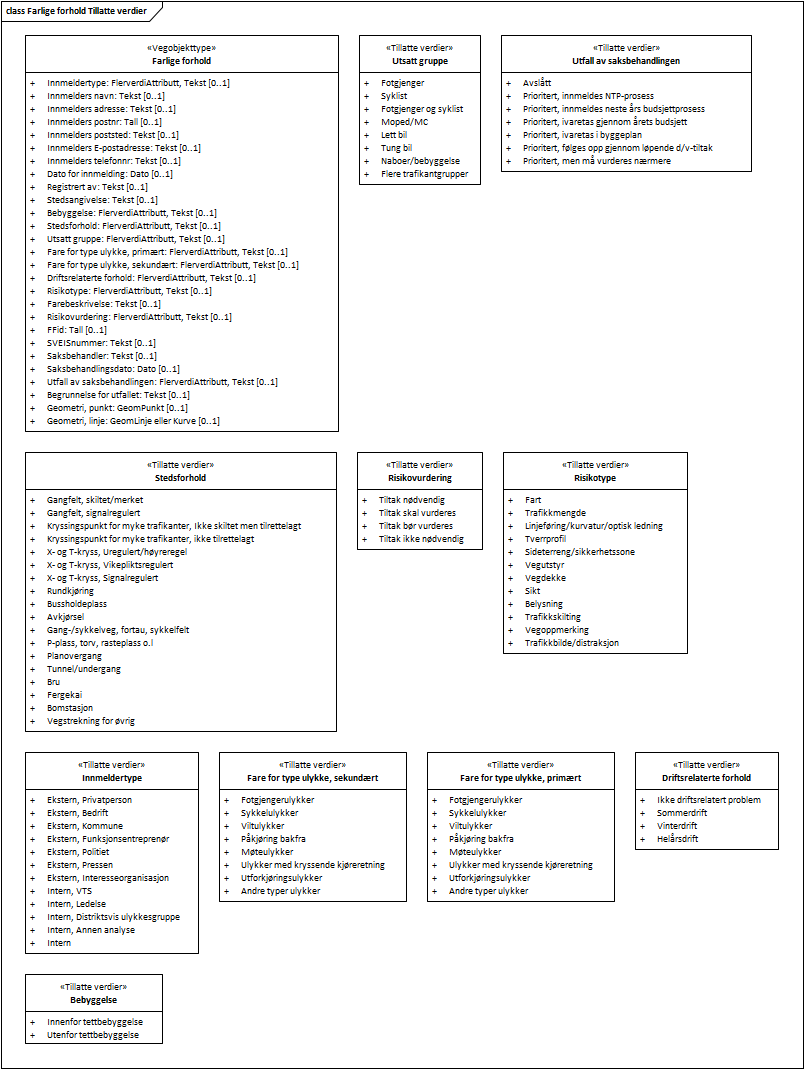 class Farlige forhold Tillatte verdier
«Vegobjekttype»
Farlige forhold
+ Innmeldertype: FlerverdiAttributt, Tekst [0..1]
+ Innmelders navn: Tekst [0..1]
+ Innmelders adresse: Tekst [0..1]
+ Innmelders postnr: Tall [0..1]
+ Innmelders poststed: Tekst [0..1]
+ Innmelders E-postadresse: Tekst [0..1]
+ Innmelders telefonnr: Tekst [0..1]
+ Dato for innmelding: Dato [0..1]
+ Registrert av: Tekst [0..1]
+ Stedsangivelse: Tekst [0..1]
+ Bebyggelse: FlerverdiAttributt, Tekst [0..1]
+ Stedsforhold: FlerverdiAttributt, Tekst [0..1]
+ Utsatt gruppe: FlerverdiAttributt, Tekst [0..1]
+ Fare for type ulykke, primært: FlerverdiAttributt, Tekst [0..1]
+ Fare for type ulykke, sekundært: FlerverdiAttributt, Tekst [0..1]
+ Driftsrelaterte forhold: FlerverdiAttributt, Tekst [0..1]
+ Risikotype: FlerverdiAttributt, Tekst [0..1]
+ Farebeskrivelse: Tekst [0..1]
+ Risikovurdering: FlerverdiAttributt, Tekst [0..1]
+ FFid: Tall [0..1]
+ SVEISnummer: Tekst [0..1]
+ Saksbehandler: Tekst [0..1]
+ Saksbehandlingsdato: Dato [0..1]
+ Utfall av saksbehandlingen: FlerverdiAttributt, Tekst [0..1]
+ Begrunnelse for utfallet: Tekst [0..1]
+ Geometri, punkt: GeomPunkt [0..1]
+ Geometri, linje: GeomLinje eller Kurve [0..1]
«Tillatte verdier»
Utsatt gruppe
+ Fotgjenger
+ Syklist
+ Fotgjenger og syklist
+ Moped/MC
+ Lett bil
+ Tung bil
+ Naboer/bebyggelse
+ Flere trafikantgrupper
«Tillatte verdier»
Utfall av saksbehandlingen
+ Avslått
+ Prioritert, innmeldes NTP-prosess
+ Prioritert, innmeldes neste års budsjettprosess
+ Prioritert, ivaretas gjennom årets budsjett
+ Prioritert, ivaretas i byggeplan
+ Prioritert, følges opp gjennom løpende d/v-tiltak
+ Prioritert, men må vurderes nærmere
«Tillatte verdier»
Stedsforhold
+ Gangfelt, skiltet/merket
+ Gangfelt, signalregulert
+ Kryssingspunkt for myke trafikanter, Ikke skiltet men tilrettelagt
+ Kryssingspunkt for myke trafikanter, ikke tilrettelagt
+ X- og T-kryss, Uregulert/høyreregel
+ X- og T-kryss, Vikepliktsregulert
+ X- og T-kryss, Signalregulert
+ Rundkjøring
+ Bussholdeplass
+ Avkjørsel
+ Gang-/sykkelveg, fortau, sykkelfelt
+ P-plass, torv, rasteplass o.l
+ Planovergang
+ Tunnel/undergang
+ Bru
+ Fergekai
+ Bomstasjon
+ Vegstrekning for øvrig
«Tillatte verdier»
Risikovurdering
+ Tiltak nødvendig
+ Tiltak skal vurderes
+ Tiltak bør vurderes
+ Tiltak ikke nødvendig
«Tillatte verdier»
Risikotype
+ Fart
+ Trafikkmengde
+ Linjeføring/kurvatur/optisk ledning
+ Tverrprofil
+ Sideterreng/sikkerhetssone
+ Vegutstyr
+ Vegdekke
+ Sikt
+ Belysning
+ Trafikkskilting
+ Vegoppmerking
+ Trafikkbilde/distraksjon
«Tillatte verdier»
Innmeldertype
+ Ekstern, Privatperson
+ Ekstern, Bedrift
+ Ekstern, Kommune
+ Ekstern, Funksjonsentreprenør
+ Ekstern, Politiet
+ Ekstern, Pressen
+ Ekstern, Interesseorganisasjon
+ Intern, VTS
+ Intern, Ledelse
+ Intern, Distriktsvis ulykkesgruppe
+ Intern, Annen analyse
+ Intern
«Tillatte verdier»
Fare for type ulykke, sekundært
+ Fotgjengerulykker
+ Sykkelulykker
+ Viltulykker
+ Påkjøring bakfra
+ Møteulykker
+ Ulykker med kryssende kjøreretning
+ Utforkjøringsulykker
+ Andre typer ulykker
«Tillatte verdier»
Fare for type ulykke, primært
+ Fotgjengerulykker
+ Sykkelulykker
+ Viltulykker
+ Påkjøring bakfra
+ Møteulykker
+ Ulykker med kryssende kjøreretning
+ Utforkjøringsulykker
+ Andre typer ulykker
«Tillatte verdier»
Driftsrelaterte forhold
+ Ikke driftsrelatert problem
+ Sommerdrift
+ Vinterdrift
+ Helårsdrift
«Tillatte verdier»
Bebyggelse
+ Innenfor tettbebyggelse
+ Utenfor tettbebyggelse